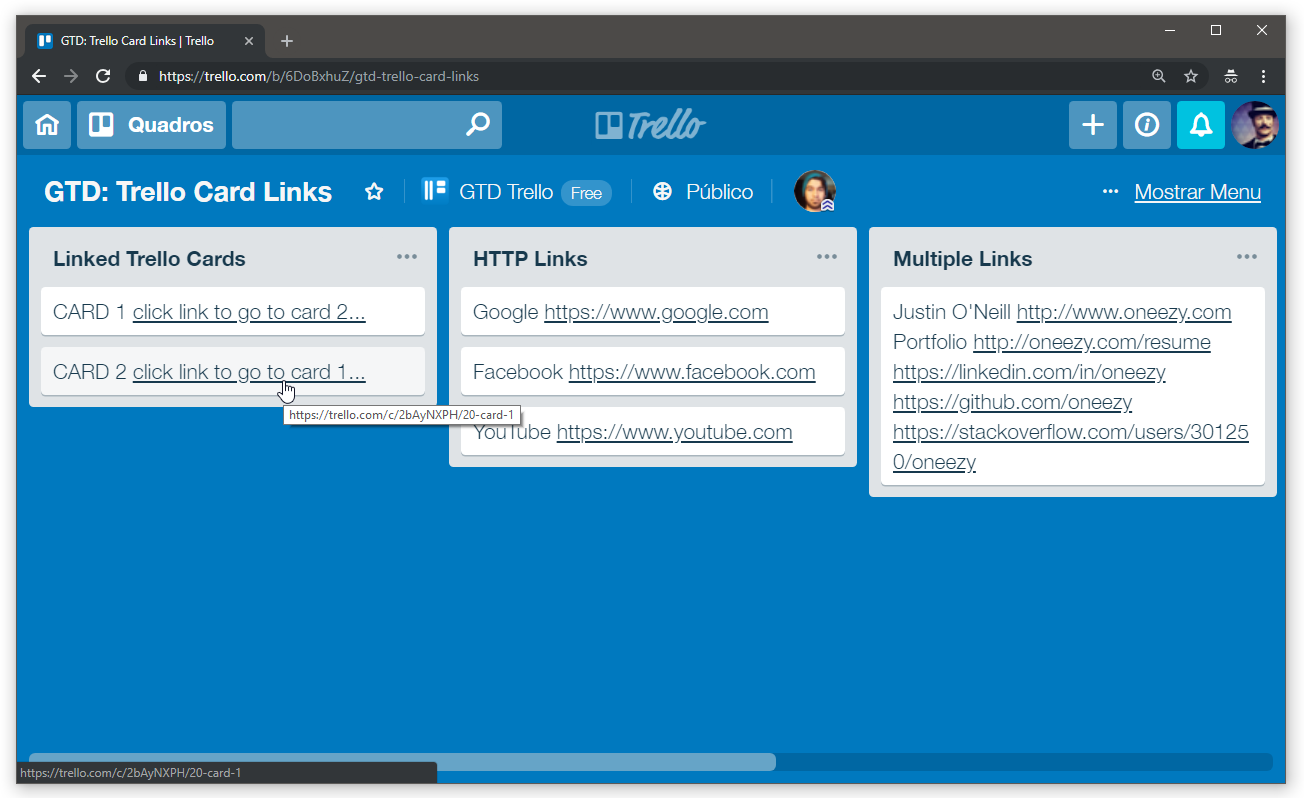 GTD: Trello Card Links | Trello
https://trello.com/b/6DoBxhuZ/gtd-trello-card-links
Quadros
Trello
GTD: Trello Card Links
GTD Trello Free
Público
Mostrar Menu
Linked Trello Cards
CARD 1 click link to go to card 2...
CARD 2 click link to go to card 1...
https://trello.com/c/2bAyNXPH/20-card-1
HTTP Links
Google https://www.google.com
Facebook https://www.facebook.com
YouTube https://www.youtube.com
Multiple Links
Justin O'Neill http://www.oneezy.com
Portfolio http://oneezy.com/resume
https://linkedin.com/in/oneezy
https://github.com/oneezy
https://stackoverflow.com/users/30125
0/oneezy
https://trello.com/c/2bAyNXPH/20-card-1